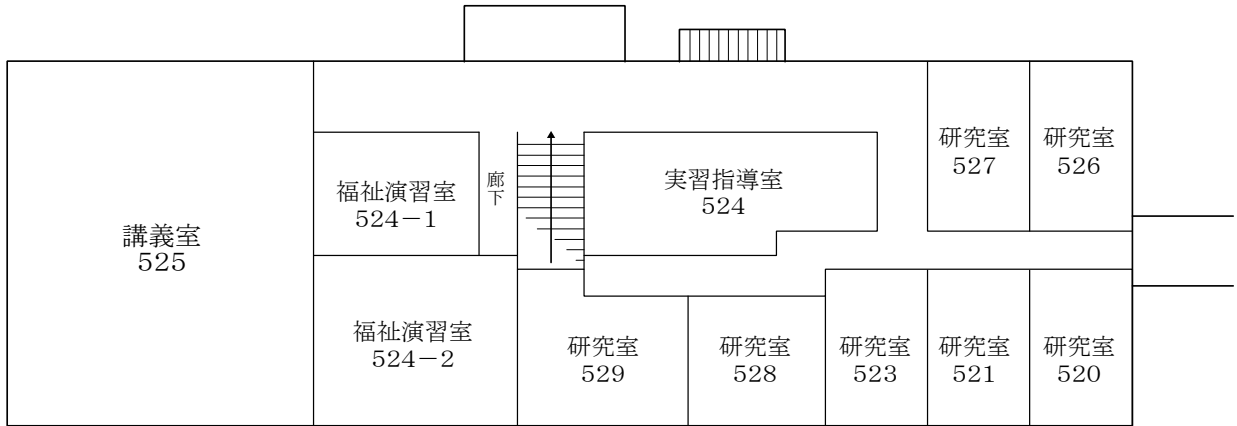 研究室
527
研究室
526
福祉演習室
524－1
廊下
実習指導室
524
講義室
525
福祉演習室
524－2
研究室
529
研究室
528
研究室
523
研究室
521
研究室
520